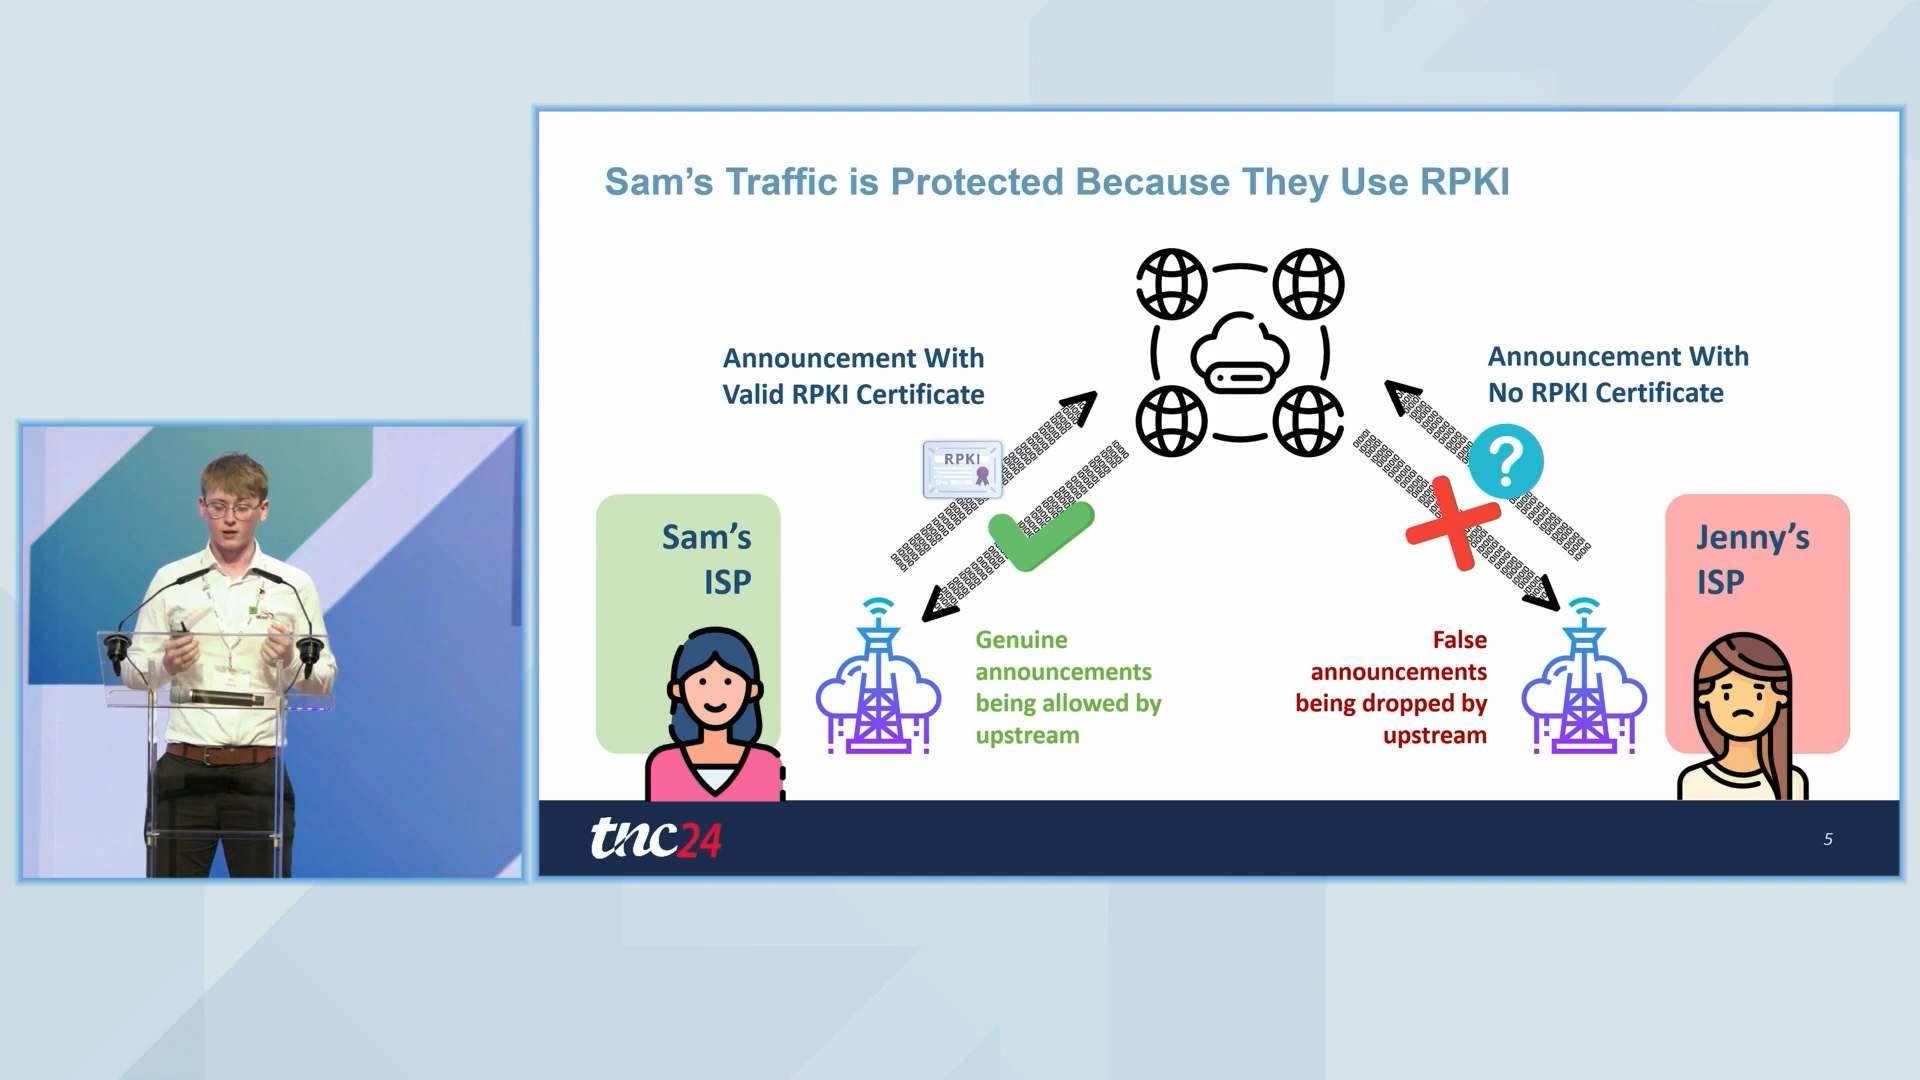 Sam's Traffic is Protected Because They Use RPKI
Announcement With
Valid RPKI Certificate
Announcement With
No RPKI Certificate
RPKI
?
Sam's
ISP
Jenny's
ISP
Genuine
announcements
being allowed by
upstream
False
announcements
being dropped by
upstream
tnc24
5